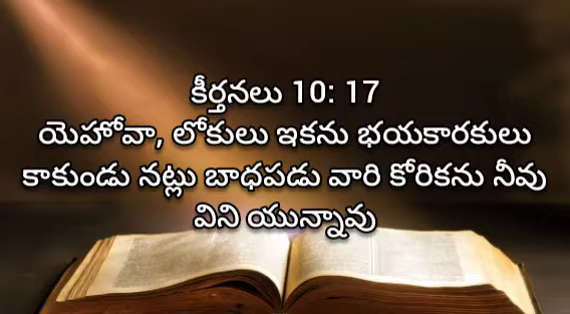 కీర్తనలు 10: 17
యెహోవా, లోకులు ఇకను భయకారకులు
కాకుండు నట్లు బాధపడు వారి కోరికను నీవు
విని యున్నావు